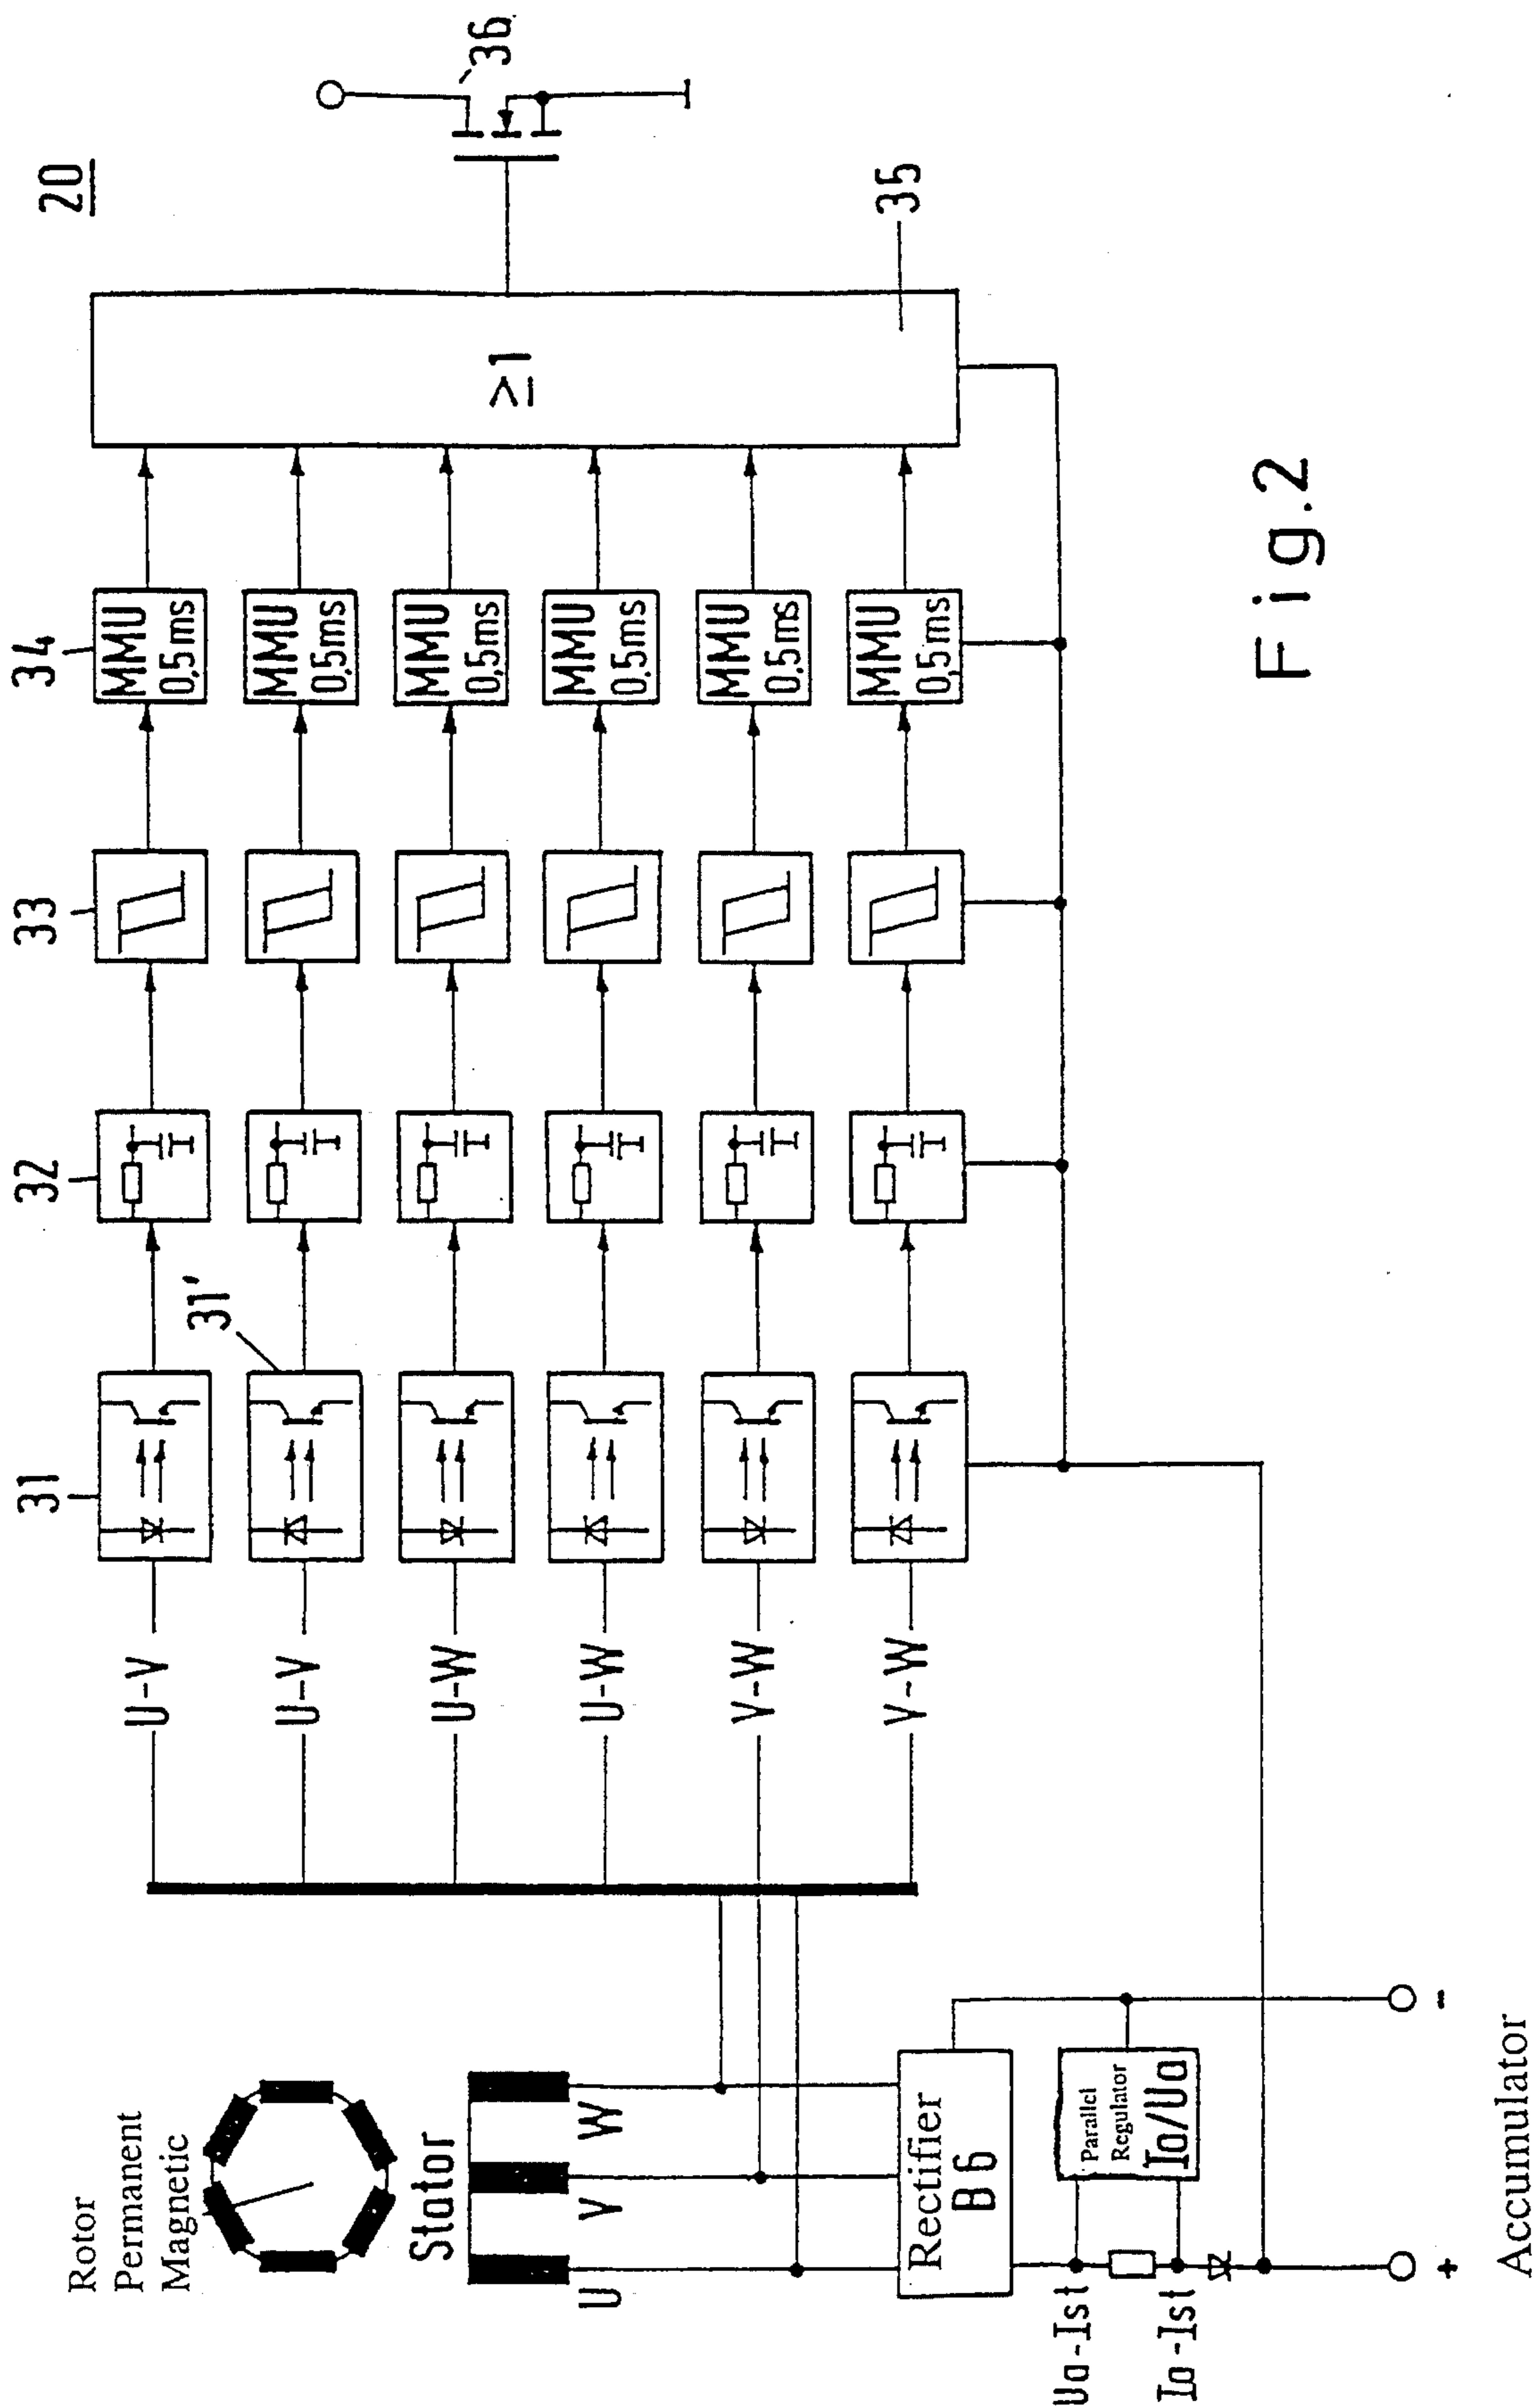 20
31
32
33
34
31'
35
36
U-V
MMU
0,5ms
U-V
MMU
0,5ms
U-W
MMU
0,5ms
U-W
MMU
0,5ms
V-W
MMU
0,5ms
V-W
MMU
0,5ms
≥1
Rotor
Permanent
Magnetic
Stator
U
V
W
Rectifier
B6
Parallel
Regulator
Ia/Ua
Ua-Ist
Ia-Ist
+
-
Accumulator
Fig.2